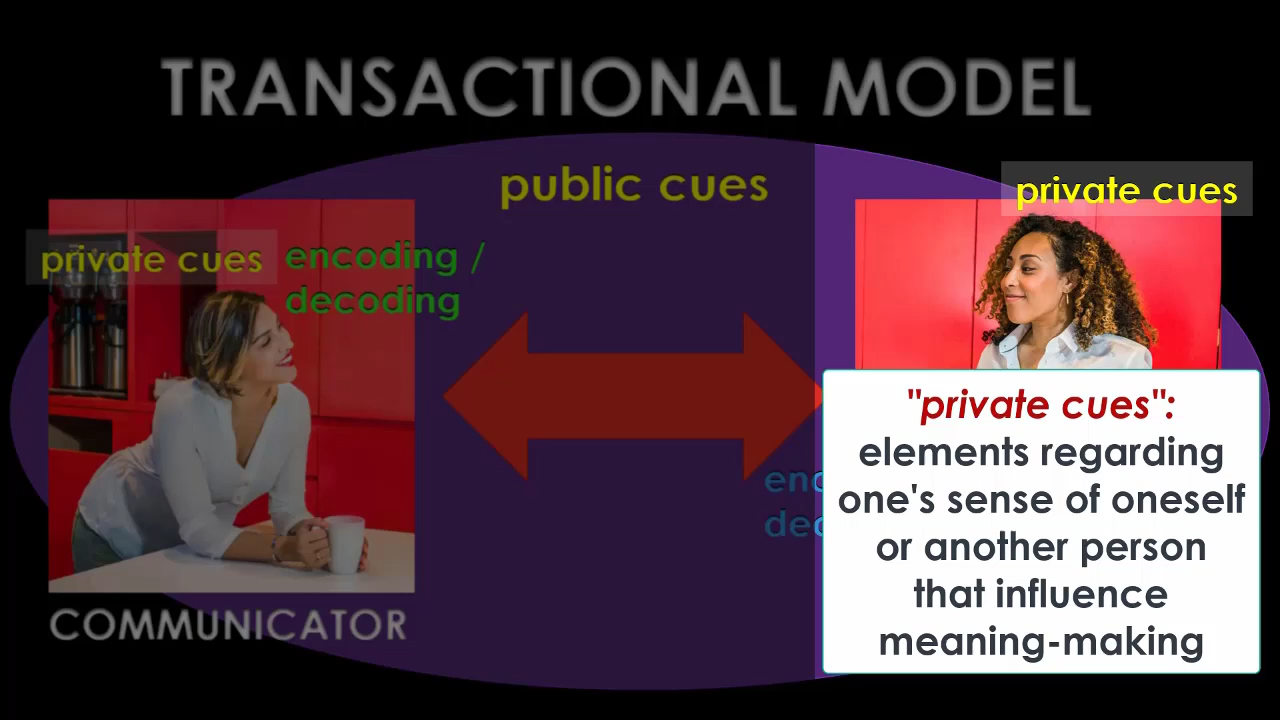 TRANSACTIONAL MODEL
public cues
private cues
private cues
encoding /
decoding
COMMUNICATOR
"private cues":
elements regarding
one's sense of oneself
or another person
that influence
meaning-making